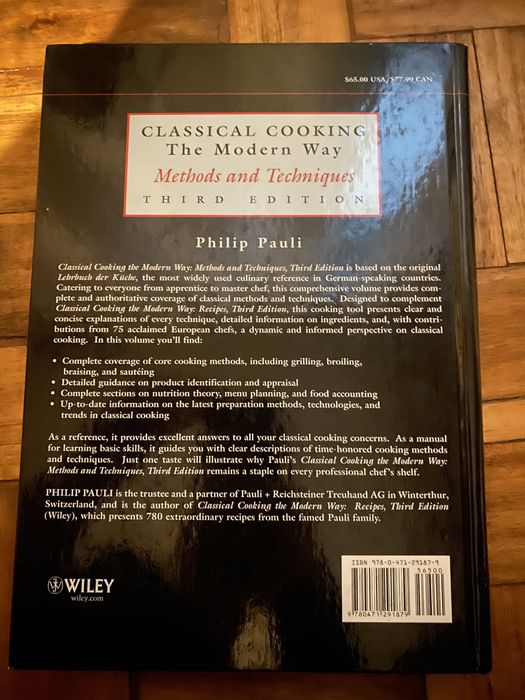 $65.00 USA/$77.99 CAN
CLASSICAL COOKING
The Modern Way
Methods and Techniques
THIRD EDITION
Philip Pauli
Classical Cooking the Modern Way: Methods and Techniques, Third Edition is based on the original
Lehrbuch der Küche, the most widely used culinary reference in German-speaking countries.
Catering to everyone from apprentice to master chef, this comprehensive volume provides com-
plete and authoritative coverage of classical methods and techniques. Designed to complement
Classical Cooking the Modern Way: Recipes, Third Edition, this cooking tool presents clear and
concise explanations of every technique, detailed information on ingredients, and, with contri-
butions from 75 acclaimed European chefs, a dynamic and informed perspective on classical
cooking. In this volume you'll find:
• Complete coverage of core cooking methods, including grilling, broiling,
braising, and sautéing
• Detailed guidance on product identification and appraisal
• Complete sections on nutrition theory, menu planning, and food accounting
• Up-to-date information on the latest preparation methods, technologies, and
trends in classical cooking
As a reference, it provides excellent answers to all your classical cooking concerns. As a manual
for learning basic skills, it guides you with clear descriptions of time-honored cooking methods
and techniques. Just one taste will illustrate why Pauli's Classical Cooking the Modern Way:
Methods and Techniques, Third Edition remains a staple on every professional chef's shelf.
PHILIP PAULI is the trustee and a partner of Pauli + Reichsteiner Treuhand AG in Winterthur,
Switzerland, and is the author of Classical Cooking the Modern Way: Recipes, Third Edition
(Wiley), which presents 780 extraordinary recipes from the famed Pauli family.
WILEY
wiley.com
ISBN 978-0-471-29187-9
56500
9 780471 291879